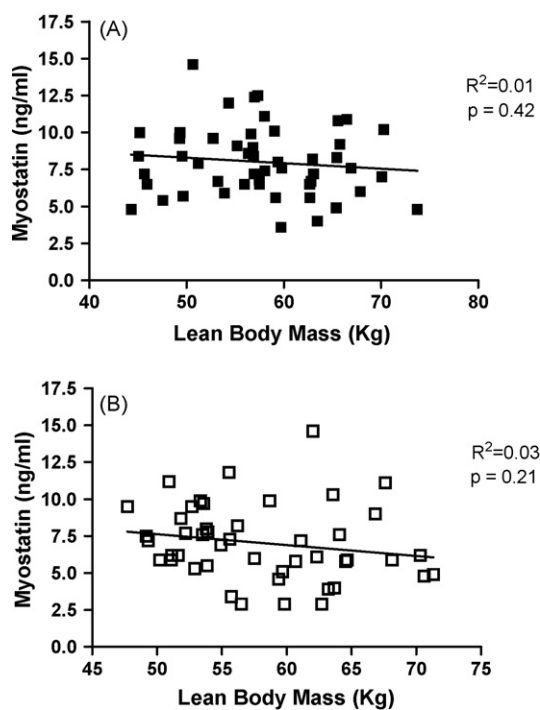 (A)
17.5
15.0
12.5
10.0
7.5
5.0
2.5
0.0
Myostatin (ng/ml)
R²=0.01
p = 0.42
40 50 60 70 80
Lean Body Mass (Kg)
(B)
17.5
15.0
12.5
10.0
7.5
5.0
2.5
0.0
Myostatin (ng/ml)
R²=0.03
p = 0.21
45 50 55 60 65 70 75
Lean Body Mass (Kg)